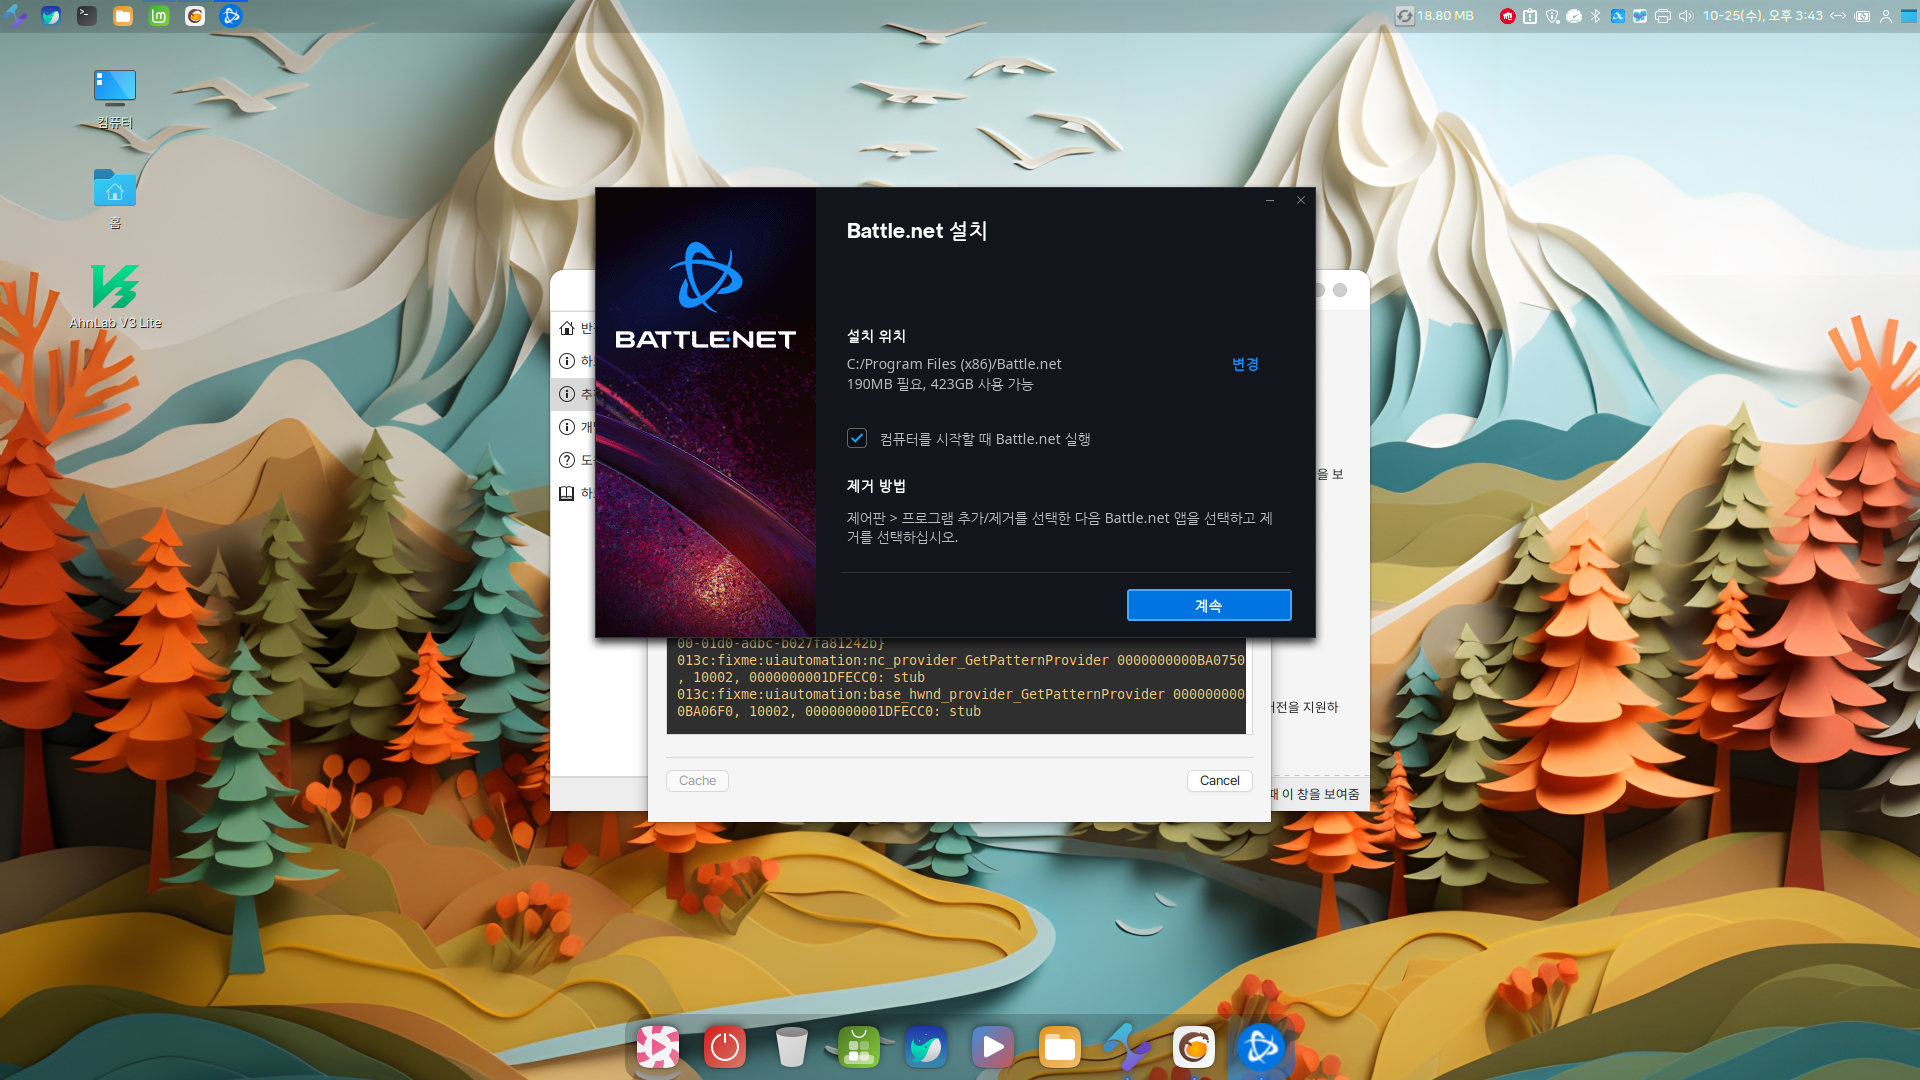 18.80 MB
10-25(수), 오후 3:43
컴퓨터
홈
AhnLab V3 Lite
BATTLE.NET
Battle.net 설치
설치 위치
C:/Program Files (x86)/Battle.net
변경
190MB 필요, 423GB 사용 가능
컴퓨터를 시작할 때 Battle.net 실행
제거 방법
제어판 > 프로그램 추가/제거를 선택한 다음 Battle.net 앱을 선택하고 제
거를 선택하십시오.
계속
하
개
하
을 보
00-01d0-adbc-b027fa81242b}
013c:fixme:uiautomation:nc_provider_GetPatternProvider 0000000000BA0750
, 10002, 0000000001DFECC0: stub
013c:fixme:uiautomation:base_hwnd_provider_GetPatternProvider 000000000
0BA06F0, 10002, 0000000001DFECC0: stub
전을 지원하
Cache
Cancel
때 이 창을 보여줌